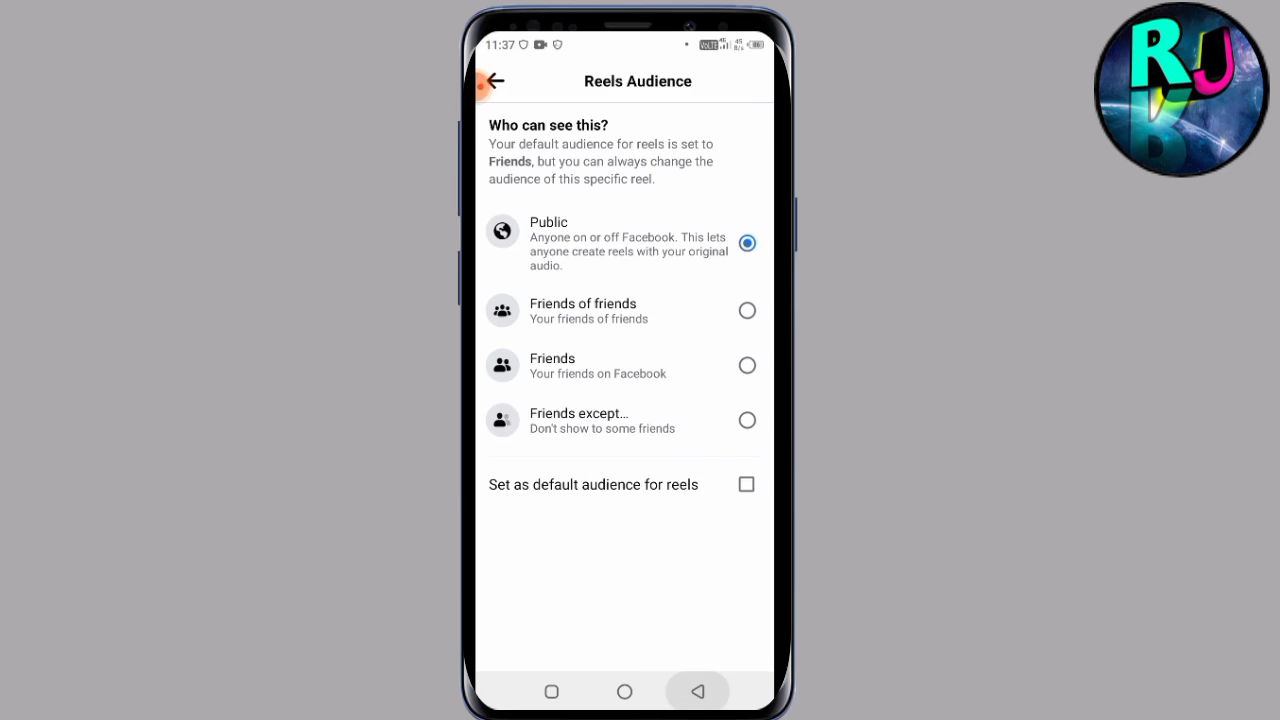 11:37
VoLTE 4G 4G R/s
Reels Audience
Who can see this?
Your default audience for reels is set to
Friends, but you can always change the
audience of this specific reel.
Public
Anyone on or off Facebook. This lets
anyone create reels with your original
audio.
Friends of friends
Your friends of friends
Friends
Your friends on Facebook
Friends except...
Don't show to some friends
Set as default audience for reels
RJ